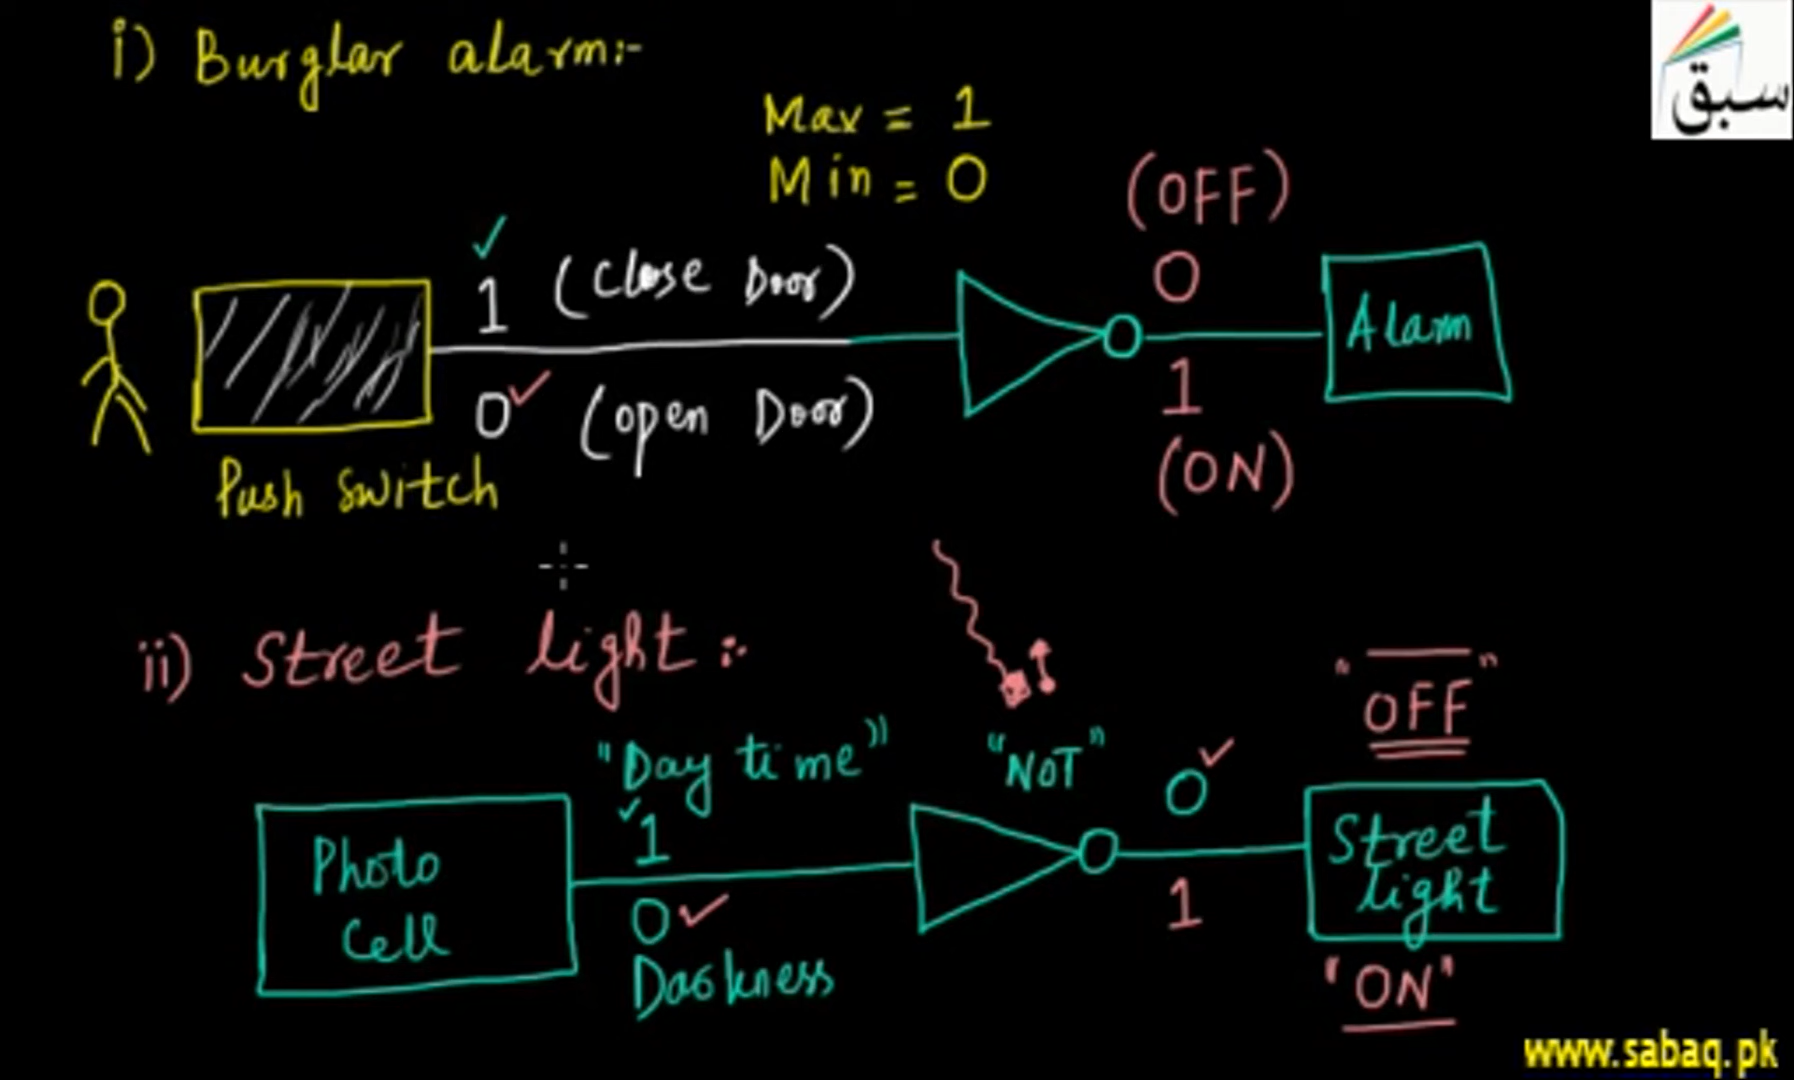 i) Burglar alarm:-
سبق
Max = 1
Min = 0
(OFF)
✓
1 (Close Door)
0
Alarm
0✓ (open Door)
1
(ON)
Push Switch
ii) Street light :-
"OFF"
"Day time"
"NOT"
0✓
✓1
Street
light
Photo
Cell
0✓
1
Darkness
"ON"
www.sabaq.pk